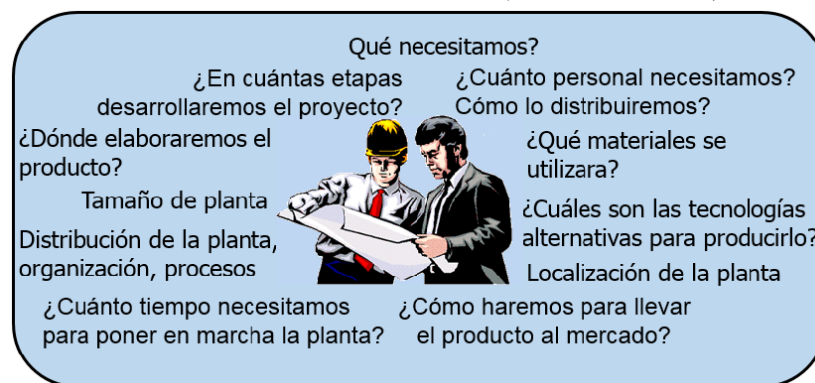 Qué necesitamos?
¿En cuántas etapas
desarrollaremos el proyecto?
¿Cuánto personal necesitamos?
Cómo lo distribuiremos?
¿Dónde elaboraremos el
producto?
¿Qué materiales se
utilizara?
Tamaño de planta
¿Cuáles son las tecnologías
alternativas para producirlo?
Distribución de la planta,
organización, procesos
Localización de la planta
¿Cuánto tiempo necesitamos
para poner en marcha la planta?
¿Cómo haremos para llevar
el producto al mercado?